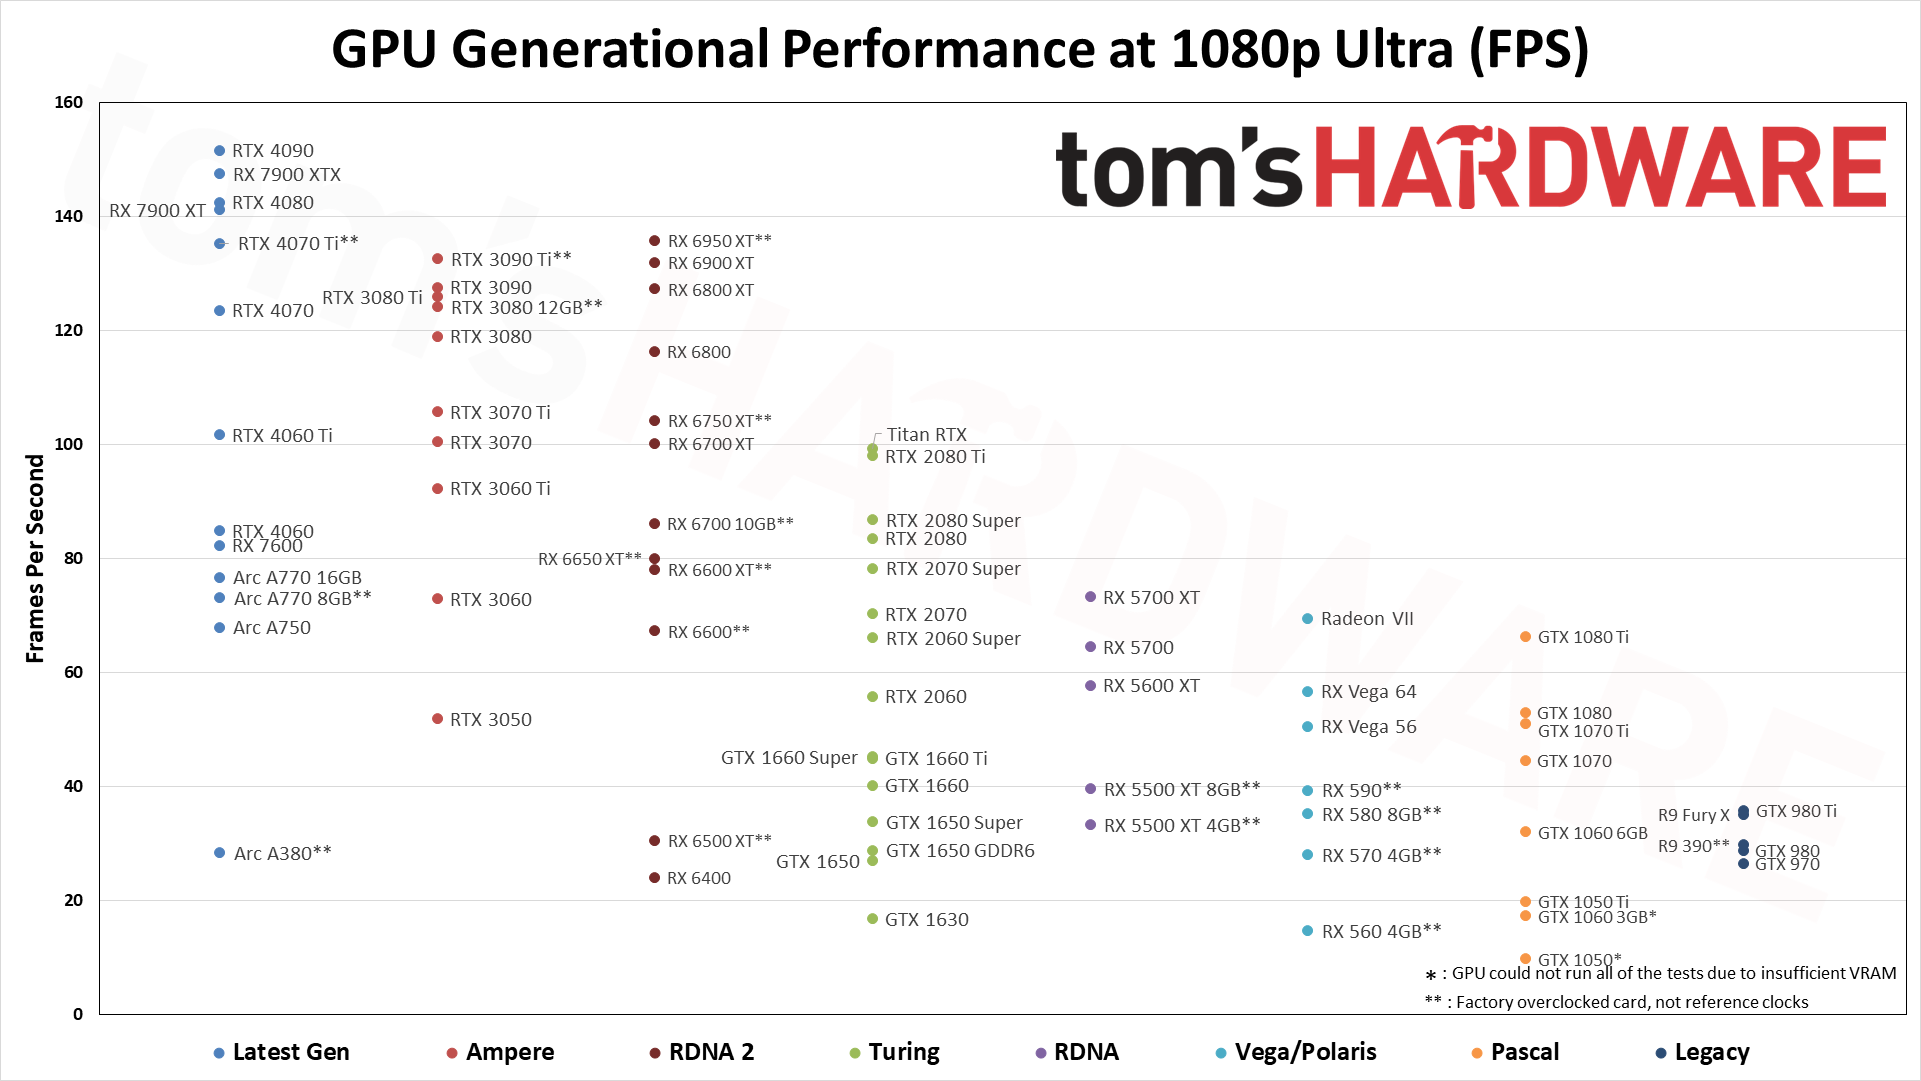 GPU Generational Performance at 1080p Ultra (FPS)
tom'sHARDWARE
Frames Per Second
160
140
120
100
80
60
40
20
0
RTX 4090
RX 7900 XTX
RTX 4080
RX 7900 XT
RTX 4070 Ti**
RTX 4070
RTX 4060 Ti
RTX 4060
RX 7600
Arc A770 16GB
Arc A770 8GB**
Arc A750
Arc A380**
RTX 3090 Ti**
RTX 3090
RTX 3080 Ti
RTX 3080 12GB**
RTX 3080
RTX 3070 Ti
RTX 3070
RTX 3060 Ti
RTX 3060
RTX 3050
RX 6950 XT**
RX 6900 XT
RX 6800 XT
RX 6800
RX 6750 XT**
RX 6700 XT
RX 6700 10GB**
RX 6650 XT**
RX 6600 XT**
RX 6600**
RX 6500 XT**
RX 6400
Titan RTX
RTX 2080 Ti
RTX 2080 Super
RTX 2080
RTX 2070 Super
RTX 2070
RTX 2060 Super
RTX 2060
GTX 1660 Super
GTX 1660 Ti
GTX 1660
GTX 1650 Super
GTX 1650 GDDR6
GTX 1650
GTX 1630
RX 5700 XT
RX 5700
RX 5600 XT
RX 5500 XT 8GB**
RX 5500 XT 4GB**
Radeon VII
RX Vega 64
RX Vega 56
RX 590**
RX 580 8GB**
RX 570 4GB**
RX 560 4GB**
GTX 1080 Ti
GTX 1080
GTX 1070 Ti
GTX 1070
GTX 1060 6GB
GTX 1050 Ti
GTX 1060 3GB*
GTX 1050*
GTX 980 Ti
R9 Fury X
R9 390**
GTX 980
GTX 970
* : GPU could not run all of the tests due to insufficient VRAM
** : Factory overclocked card, not reference clocks
Latest Gen
Ampere
RDNA 2
Turing
RDNA
Vega/Polaris
Pascal
Legacy
tom'sHARDWARE